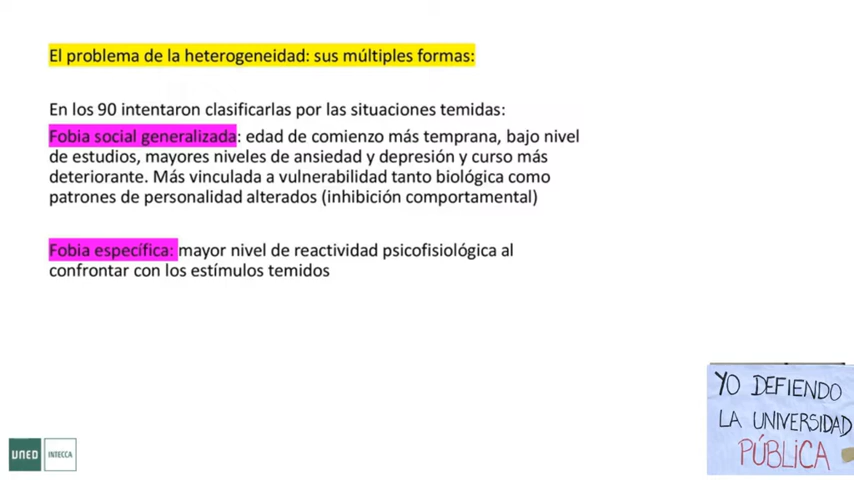 El problema de la heterogeneidad: sus múltiples formas:
En los 90 intentaron clasificarlas por las situaciones temidas:
Fobia social generalizada: edad de comienzo más temprana, bajo nivel
de estudios, mayores niveles de ansiedad y depresión y curso más
deteriorante. Más vinculada a vulnerabilidad tanto biológica como
patrones de personalidad alterados (inhibición comportamental)
Fobia específica: mayor nivel de reactividad psicofisiológica al
confrontar con los estímulos temidos
YO DEFIENDO
LA UNIVERSIDAD
PÚBLICA
UNED INTECCA